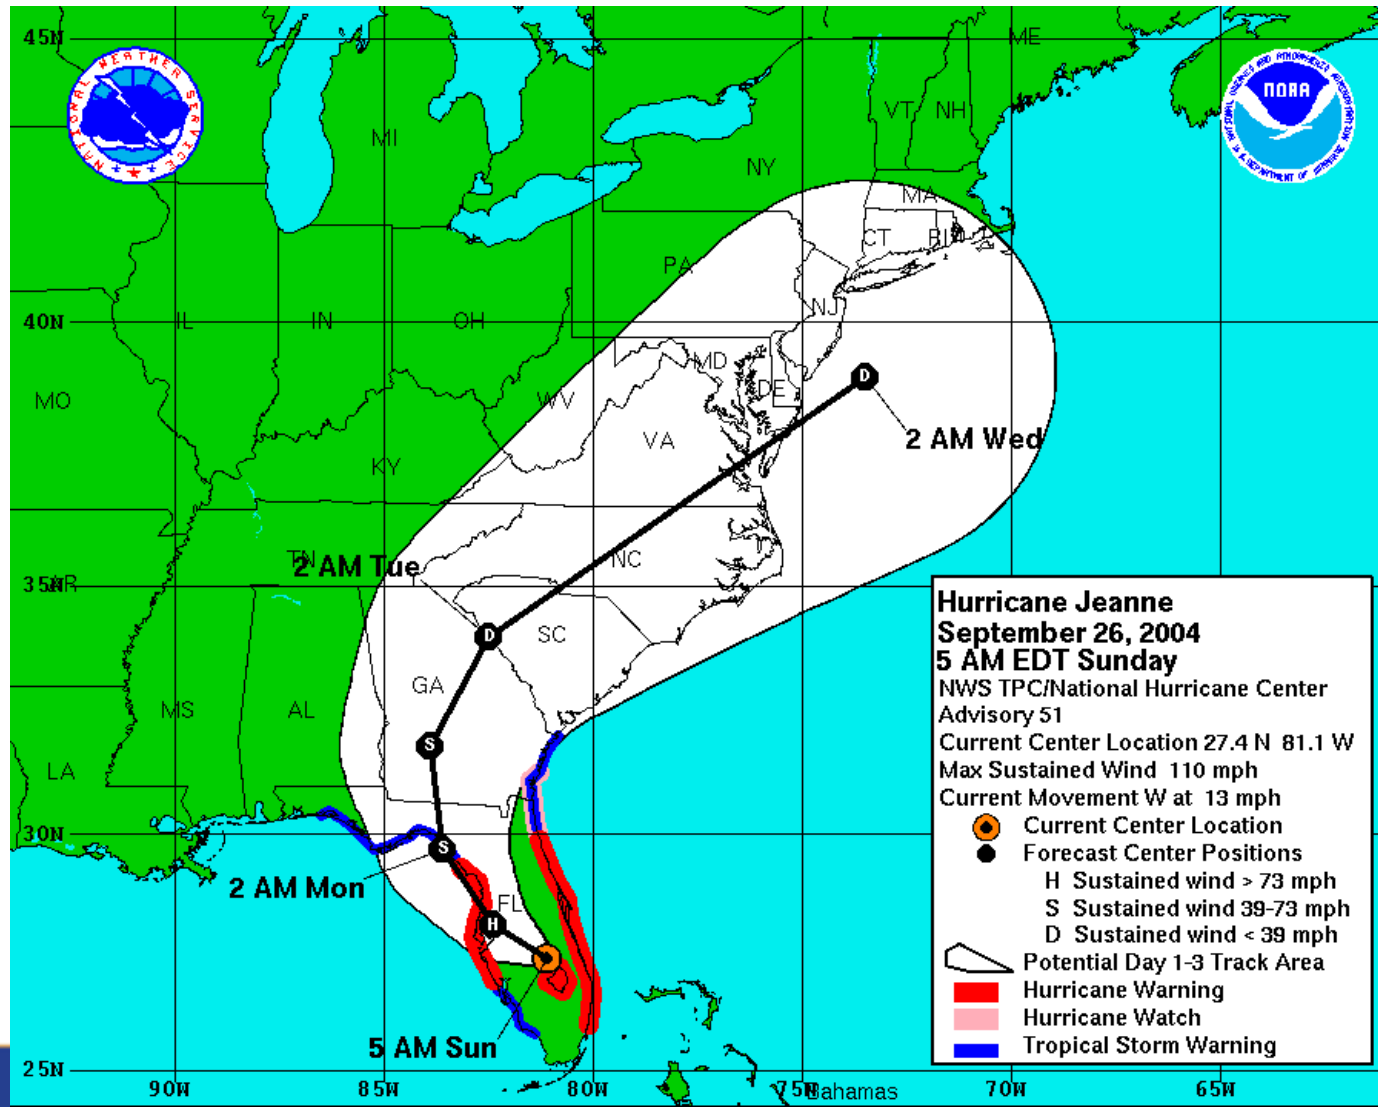 45N
ME
NATIONAL WEATHER SERVICE
NOAA
VT
NH
MI
NY
MA
CT
RI
PA
NJ
40N
IL
IN
OH
MD
DE
D
MO
WV
2 AM Wed
VA
KY
TN
2 AM Tue
NC
35N
AR
D
SC
GA
MS
AL
S
LA
30N
S
2 AM Mon
FL
H
5 AM Sun
25N
90W
85W
80W
75W
70W
65W
Bahamas
Hurricane Jeanne
September 26, 2004
5 AM EDT Sunday
NWS TPC/National Hurricane Center
Advisory 51
Current Center Location 27.4 N 81.1 W
Max Sustained Wind 110 mph
Current Movement W at 13 mph
Current Center Location
Forecast Center Positions
H Sustained wind > 73 mph
S Sustained wind 39-73 mph
D Sustained wind < 39 mph
Potential Day 1-3 Track Area
Hurricane Warning
Hurricane Watch
Tropical Storm Warning